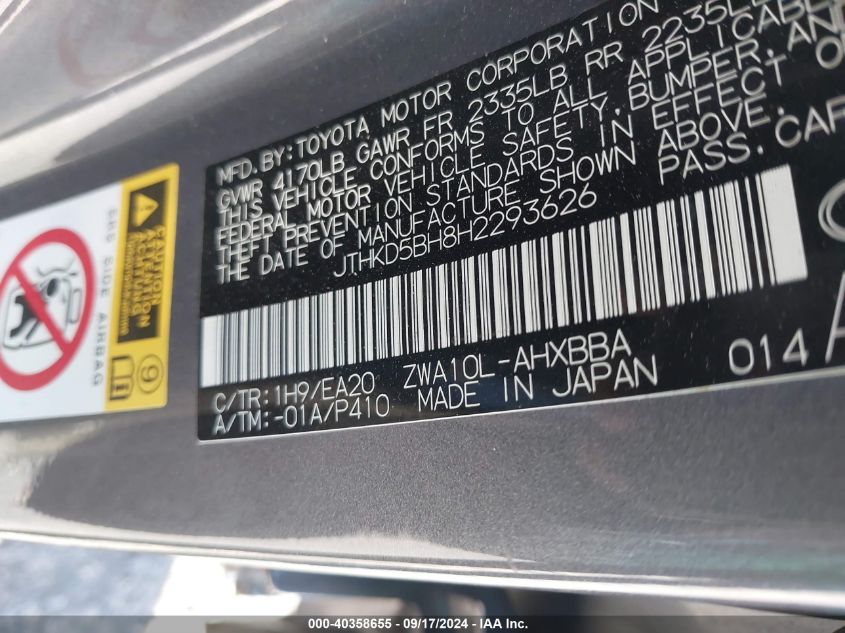 MFD.BY:TOYOTA MOTOR CORPORATION
GVWR 4170LB GAWR FR 2335LB RR 2235LB
THIS VEHICLE CONFORMS TO ALL APPLICABLE
FEDERAL MOTOR VEHICLE SAFETY,BUMPER,AND
THEFT PREVENTION STANDARDS IN EFFECT
THE DATE OF MANUFACTURE SHOWN ABOVE.
JTHKD5BH8H2293626 PASS.CAR
C/TR:1H9/EA20 ZWA10L-AHXBBA
A/TM:-01A/P410 MADE IN JAPAN 014
SRS SIDE AIRBAG
CAUTION
ATTENTION
9
000-40358655 - 09/17/2024 - IAA Inc.